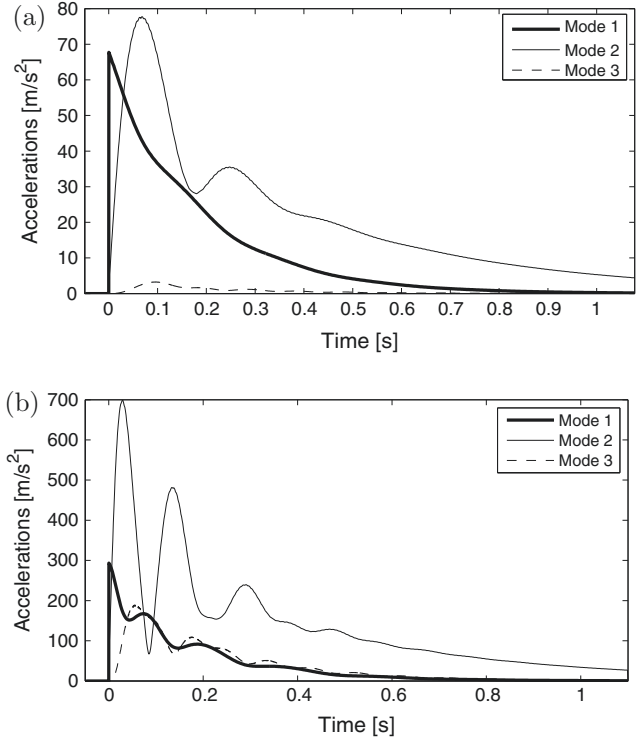 (a)
80
70
60
50
40
30
20
10
0
Accelerations [m/s²]
Mode 1
Mode 2
Mode 3
0 0.1 0.2 0.3 0.4 0.5 0.6 0.7 0.8 0.9 1
Time [s]
(b)
700
600
500
400
300
200
100
0
Accelerations [m/s²]
Mode 1
Mode 2
Mode 3
0 0.2 0.4 0.6 0.8 1
Time [s]